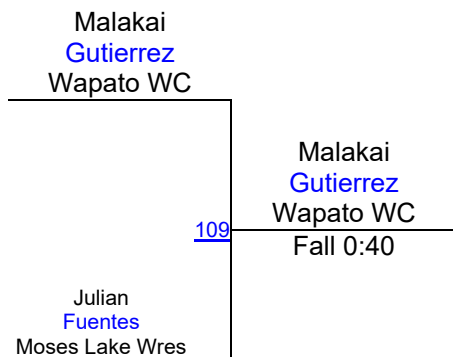 Malakai
Gutierrez
Wapato WC
Malakai
Gutierrez
Wapato WC
109
Fall 0:40
Julian
Fuentes
Moses Lake Wres